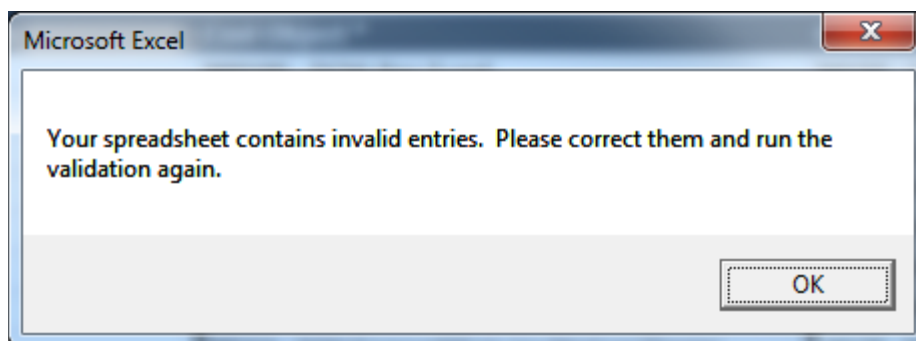 Microsoft Excel
Your spreadsheet contains invalid entries.  Please correct them and run the
validation again.
OK